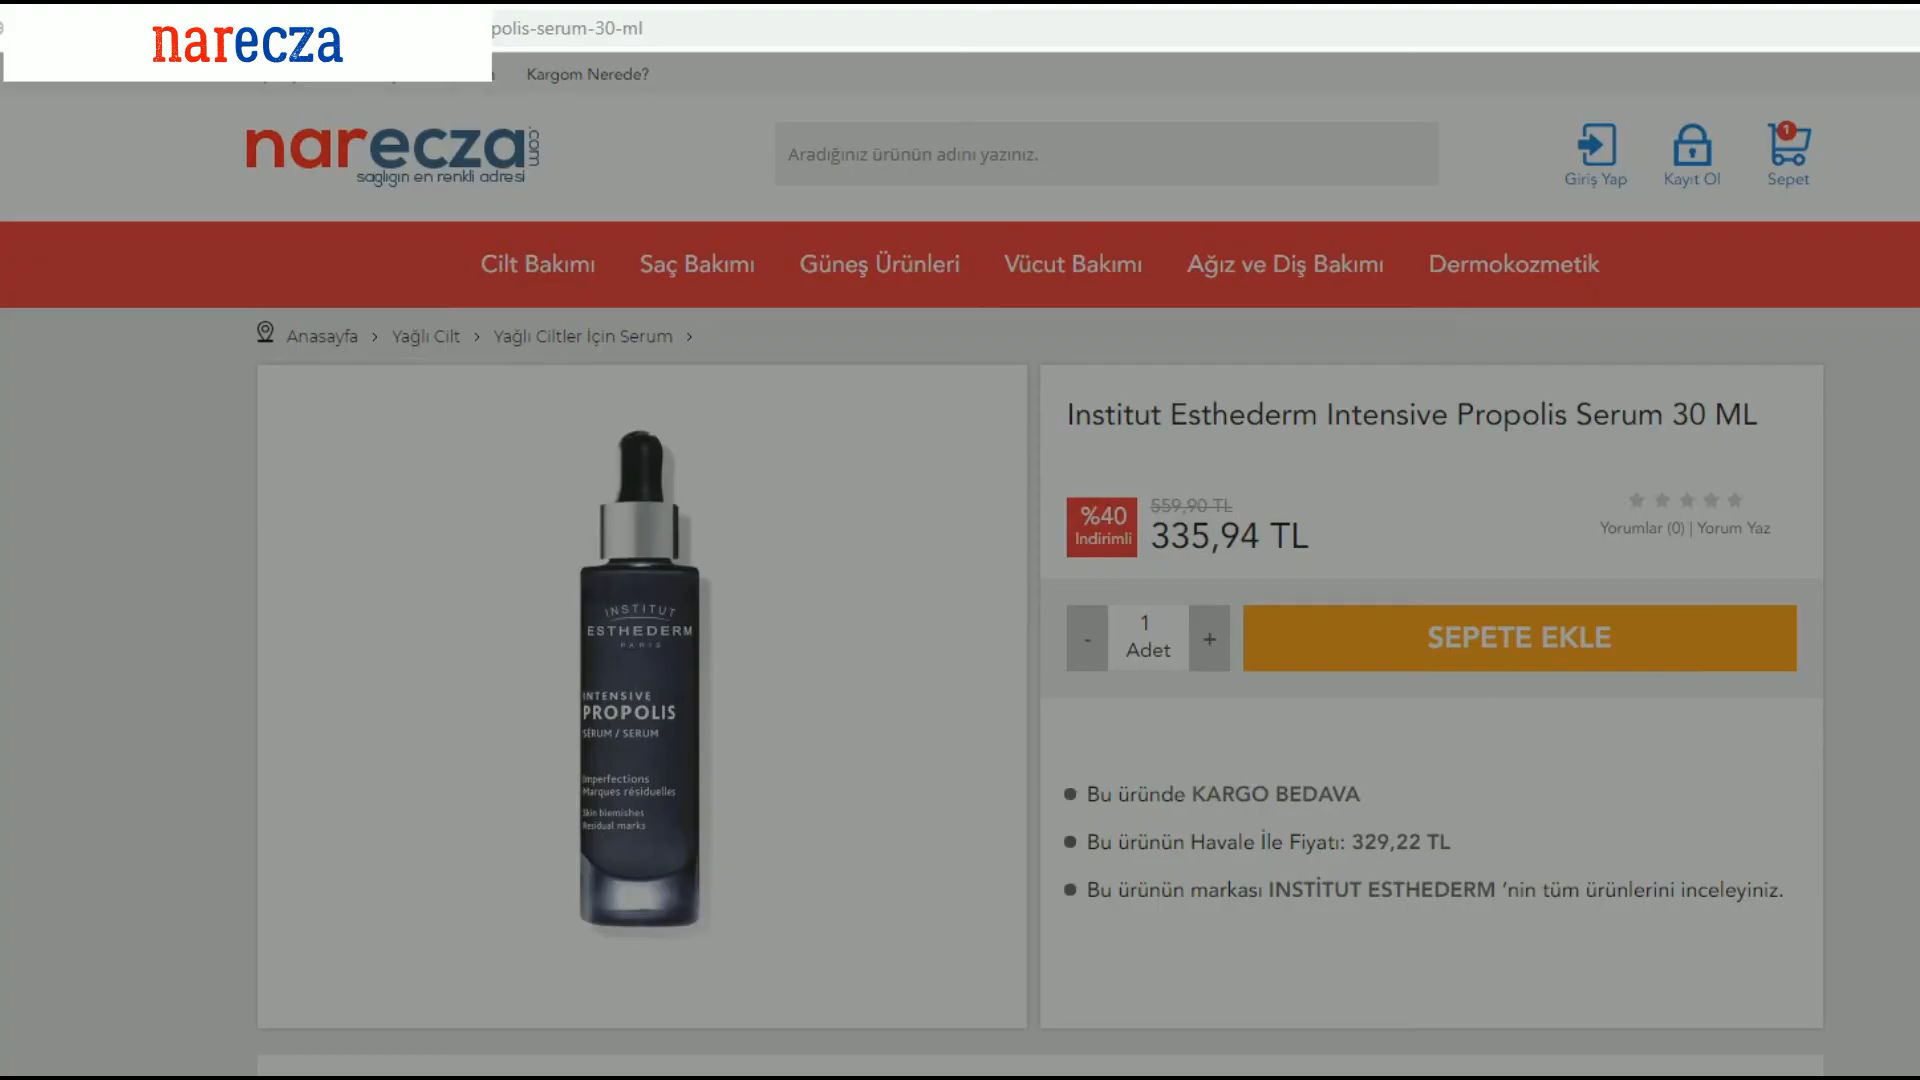 narecza
polis-serum-30-ml
Kargom Nerede?
narecza.com
sağlığın en renkli adresi
Aradığınız ürünün adını yazınız.
Giriş Yap
Kayıt Ol
1
Sepet
Cilt Bakımı
Saç Bakımı
Güneş Ürünleri
Vücut Bakımı
Ağız ve Diş Bakımı
Dermokozmetik
Anasayfa > Yağlı Cilt > Yağlı Ciltler İçin Serum >
INSTITUT
ESTHEDERM
PARIS
INTENSIVE
PROPOLIS
SÉRUM / SERUM
Imperfections
Marques résiduelles
Skin blemishes
Residual marks
Institut Esthederm Intensive Propolis Serum 30 ML
%40
Indirimli
559,90 TL
335,94 TL
Yorumlar (0) | Yorum Yaz
-
1
Adet
+
SEPETE EKLE
Bu üründe KARGO BEDAVA
Bu ürünün Havale İle Fiyatı: 329,22 TL
Bu ürünün markası INSTİTUT ESTHEDERM ’nin tüm ürünlerini inceleyiniz.